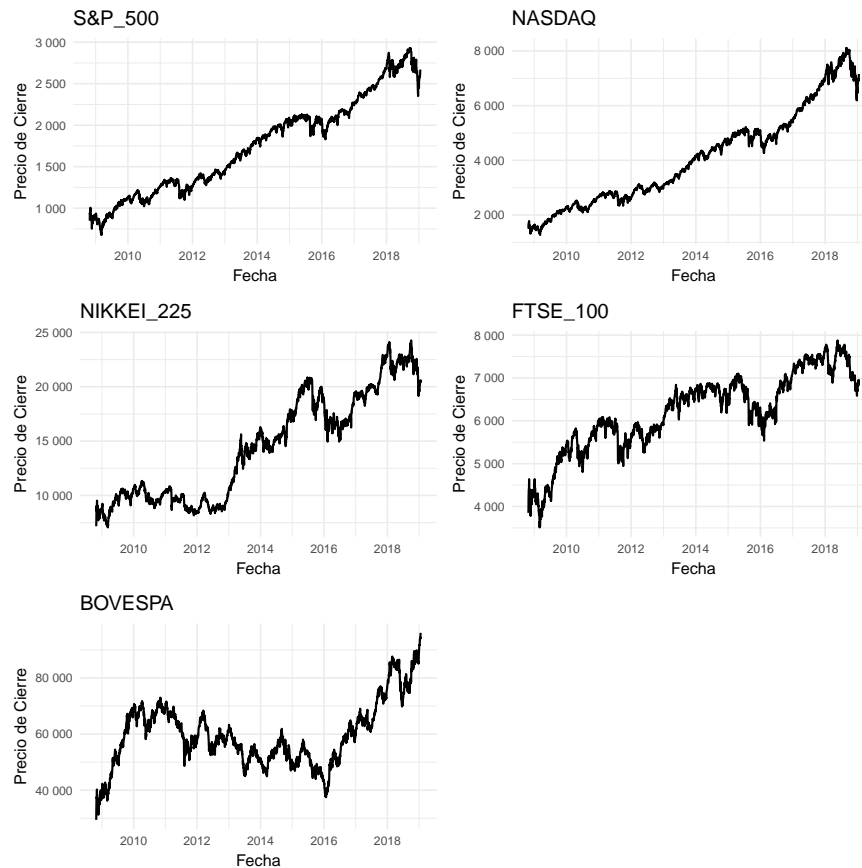 S&P_500
3 000
2 500
2 000
1 500
1 000
Precio de Cierre
2010 2012 2014 2016 2018
Fecha
NASDAQ
8 000
6 000
4 000
2 000
Precio de Cierre
2010 2012 2014 2016 2018
Fecha
NIKKEI_225
25 000
20 000
15 000
10 000
Precio de Cierre
2010 2012 2014 2016 2018
Fecha
FTSE_100
8 000
7 000
6 000
5 000
4 000
Precio de Cierre
2010 2012 2014 2016 2018
Fecha
BOVESPA
80 000
60 000
40 000
Precio de Cierre
2010 2012 2014 2016 2018
Fecha